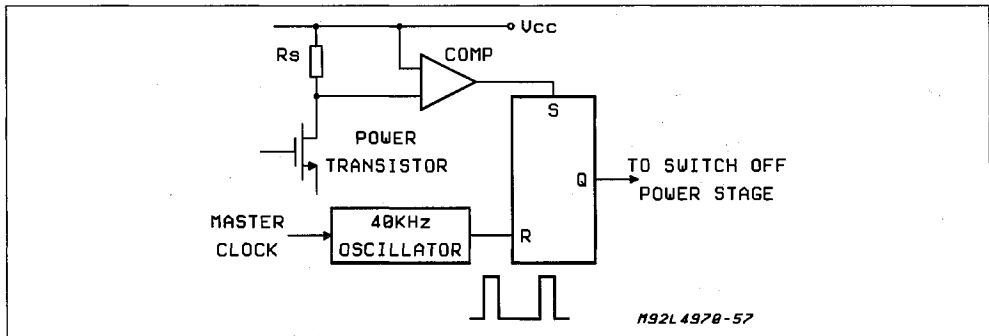 Vcc
Rs
COMP
S
POWER
TRANSISTOR
Q
TO SWITCH OFF
POWER STAGE
MASTER
CLOCK
40KHz
OSCILLATOR
R
M92L4970-57